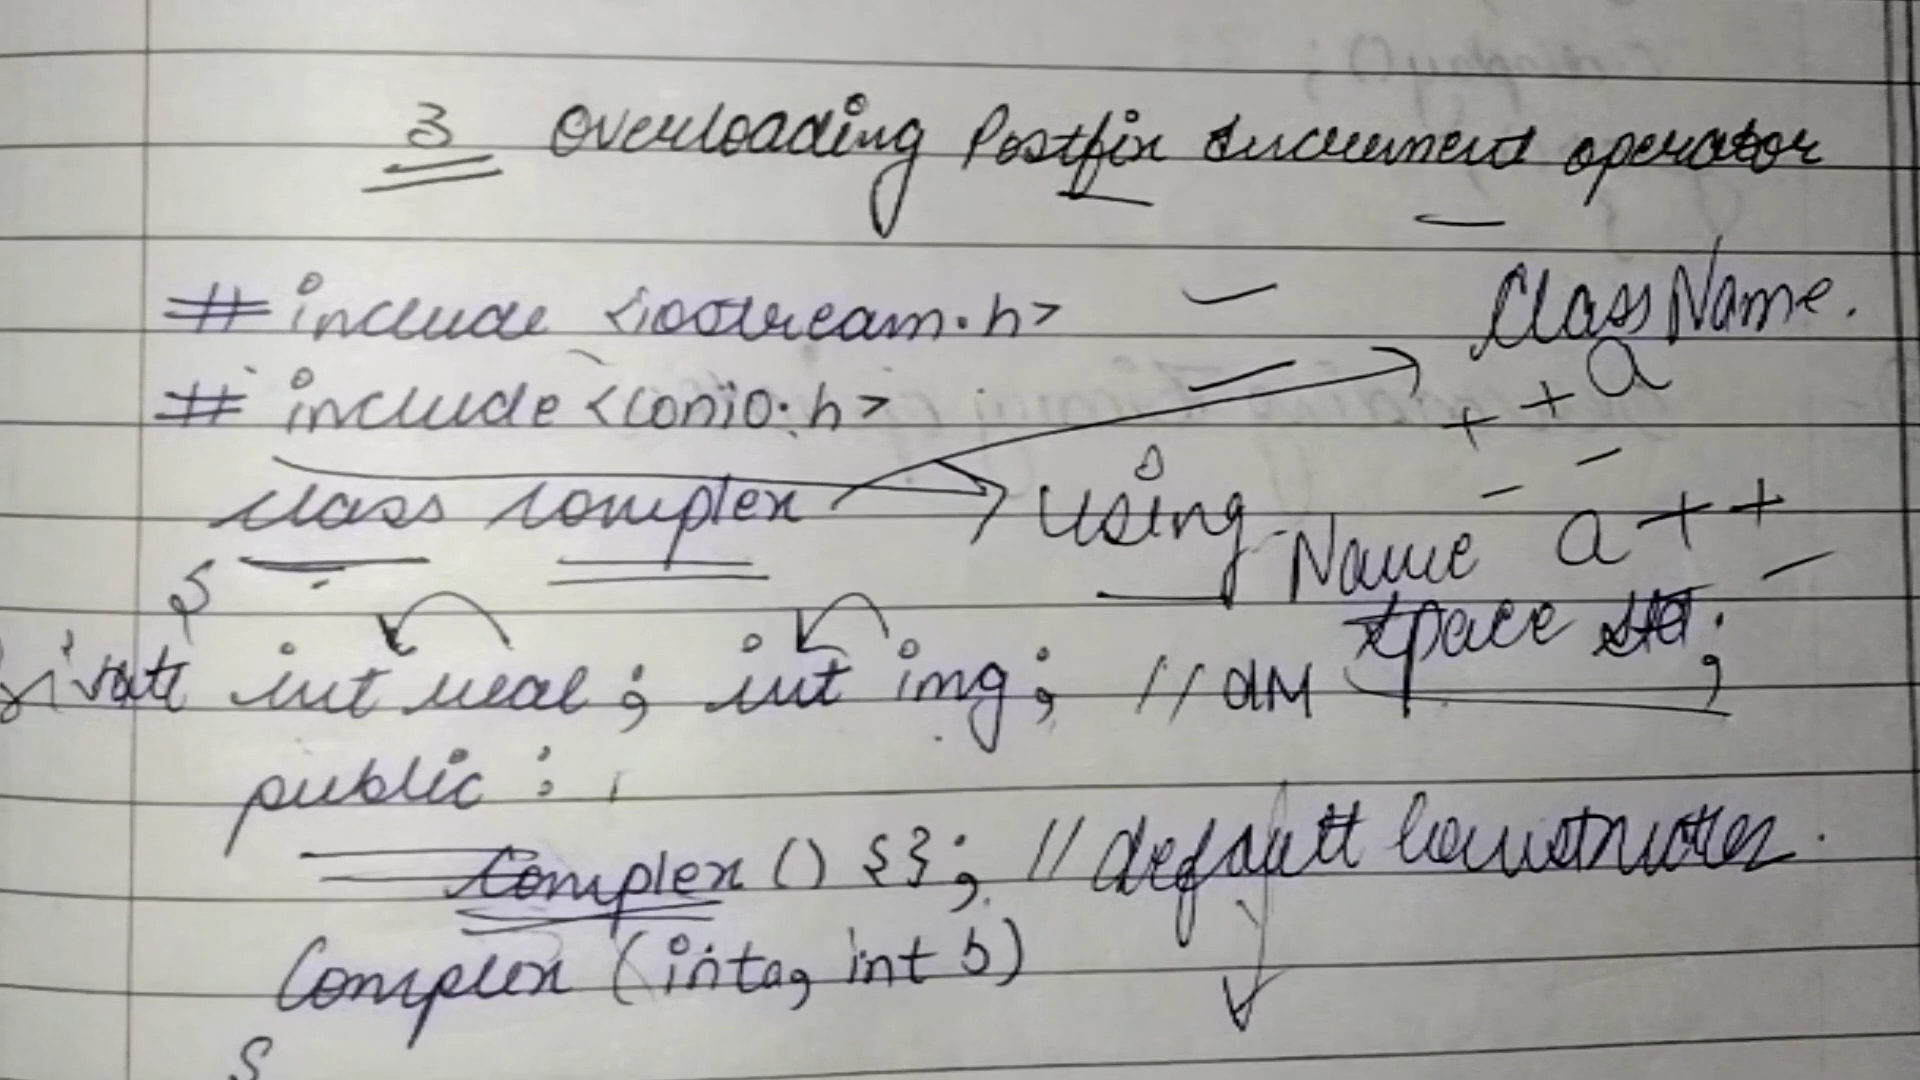 3 Overloading Postfix Increment operator
# include <iostream.h>
Class Name.
# include <conio.h>
++a
class complex
using Name space std;
a++
{
private int real; int img; // dM
public :
Complex () {}; // default Constructor.
Complex (int a, int b)
{